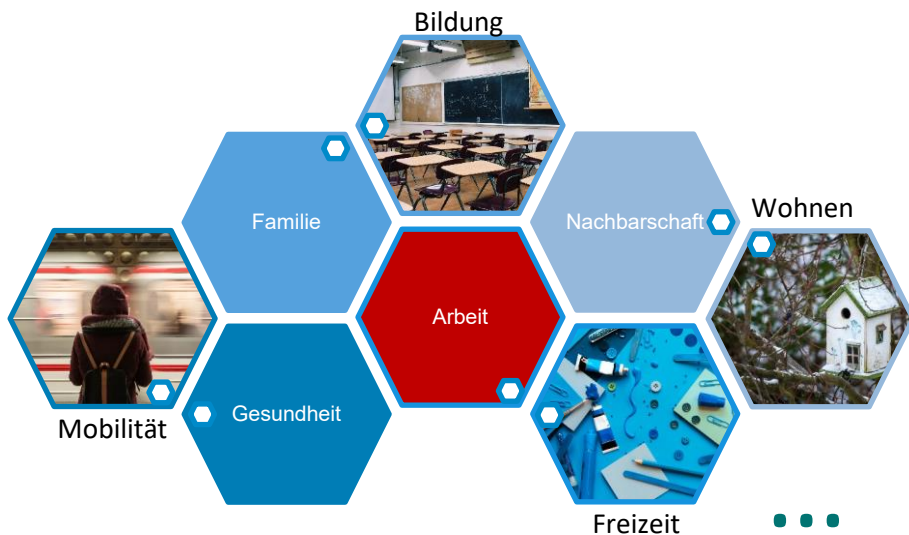 Bildung
Familie
Nachbarschaft
Wohnen
Arbeit
Mobilität
Gesundheit
Freizeit
...